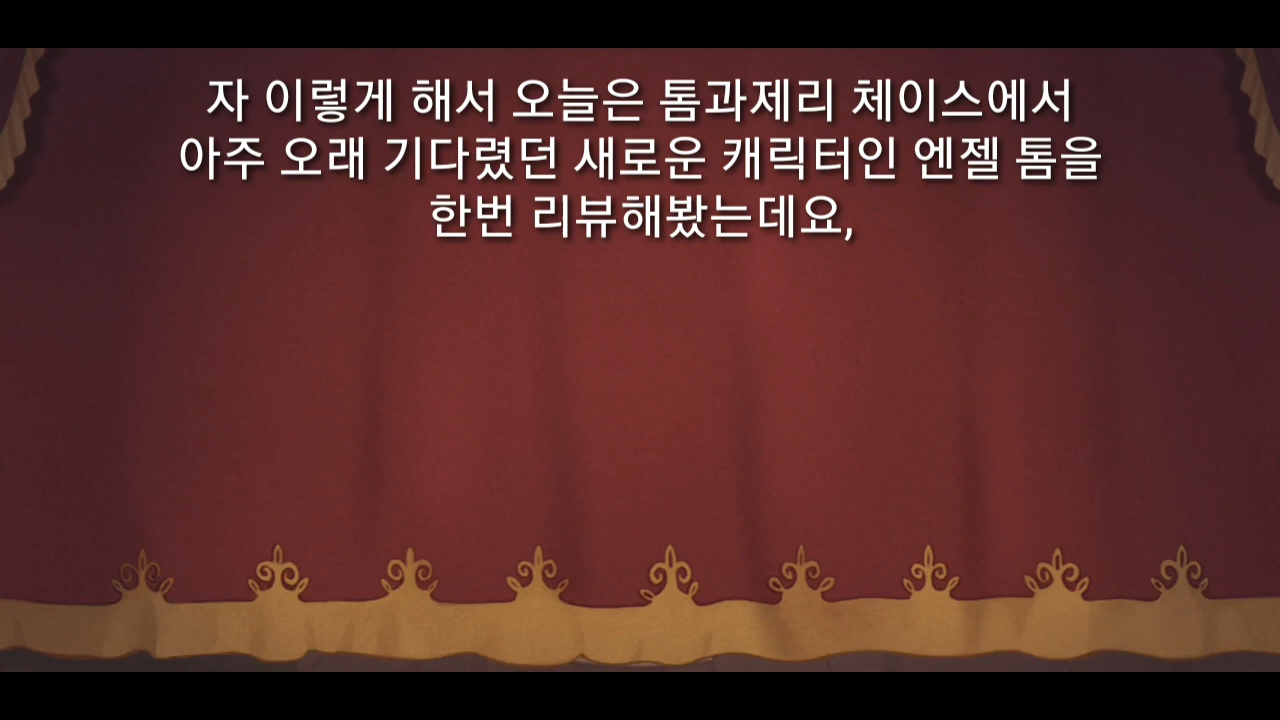 자 이렇게 해서 오늘은 톰과제리 체이스에서
아주 오래 기다렸던 새로운 캐릭터인 엔젤 톰을
한번 리뷰해봤는데요,